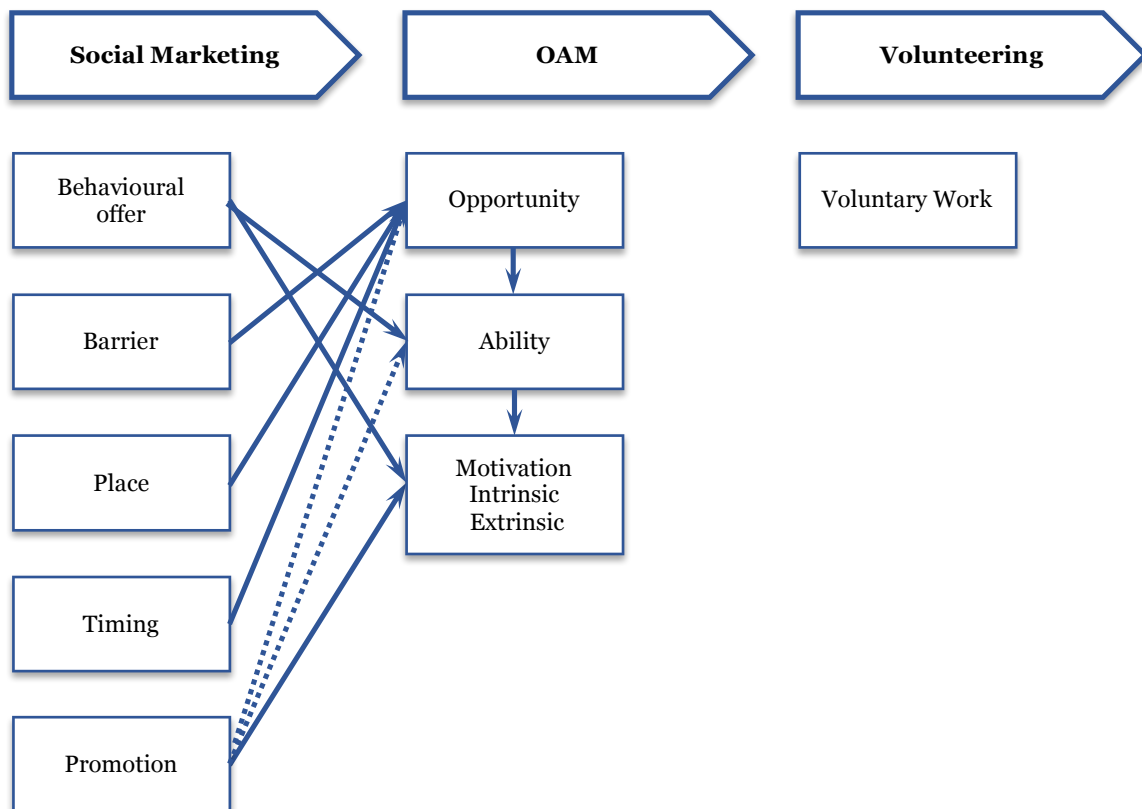 Social Marketing
OAM
Volunteering
Behavioural
offer
Opportunity
Voluntary Work
Barrier
Ability
Place
Motivation
Intrinsic
Extrinsic
Timing
Promotion